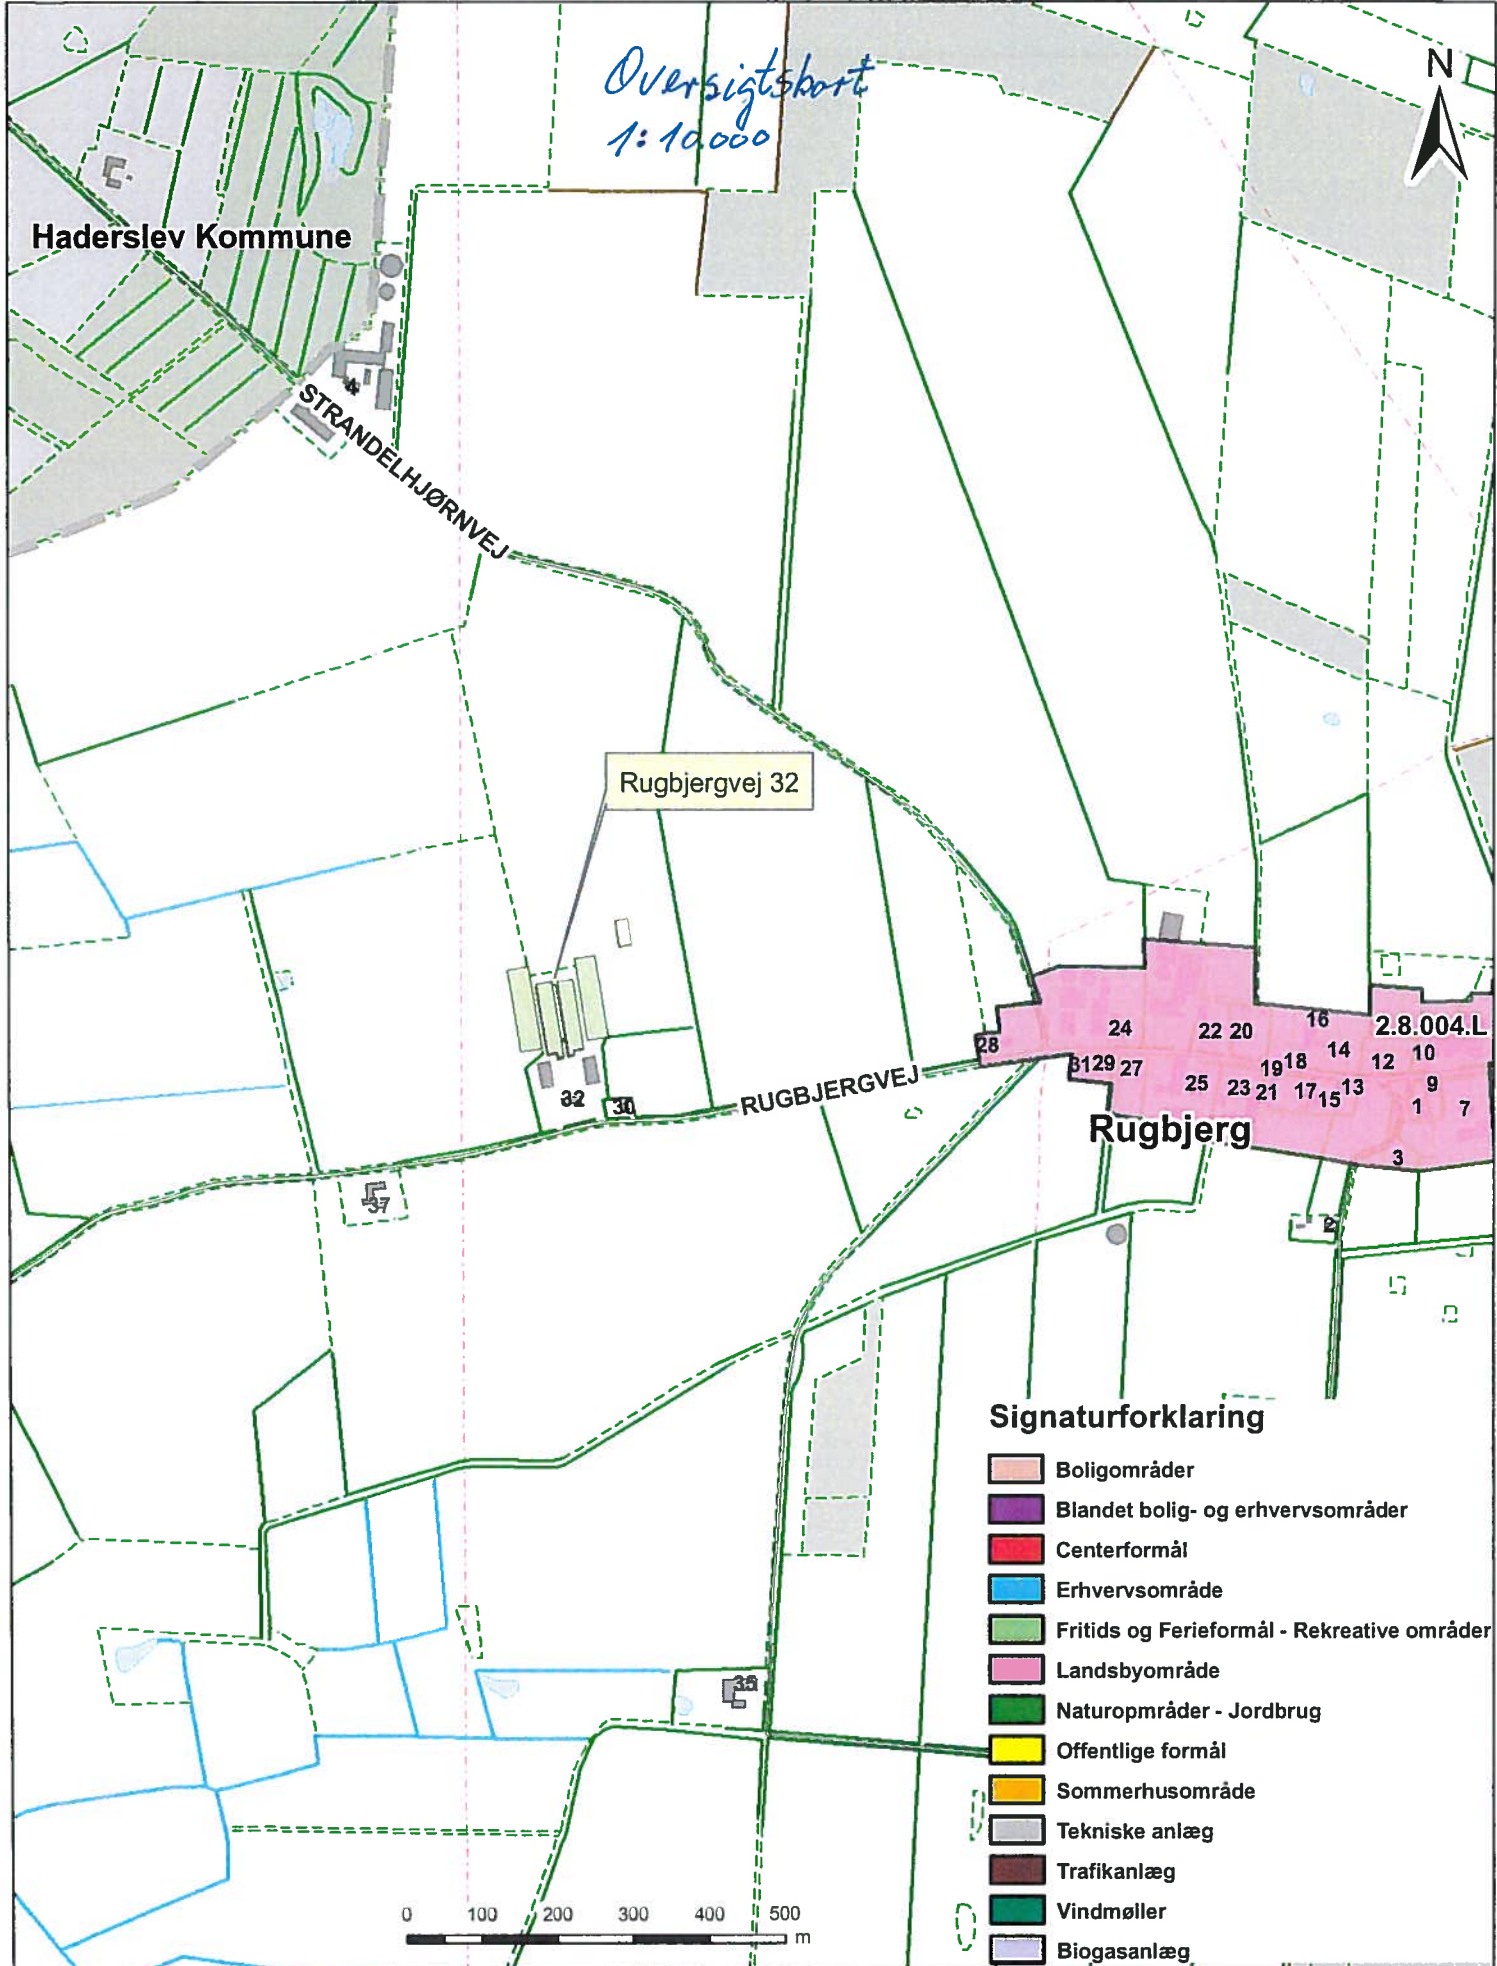 Oversigtskort
1:10.000
N
Haderslev Kommune
4
STRANDELHJØRNVEJ
Rugbjergvej 32
28
24
22
20
16
2.8.004.L
14
12
10
31
29
27
19
18
25
23
21
17
15
13
9
1
7
32
30
RUGBJERGVEJ
Rugbjerg
3
37
2
35
Signaturforklaring
Boligområder
Blandet bolig- og erhvervsområder
Centerformål
Erhvervsområde
Fritids og Ferieformål - Rekreative områder
Landsbyområde
Naturopmråder - Jordbrug
Offentlige formål
Sommerhusområde
Tekniske anlæg
Trafikanlæg
Vindmøller
Biogasanlæg
0 100 200 300 400 500
m